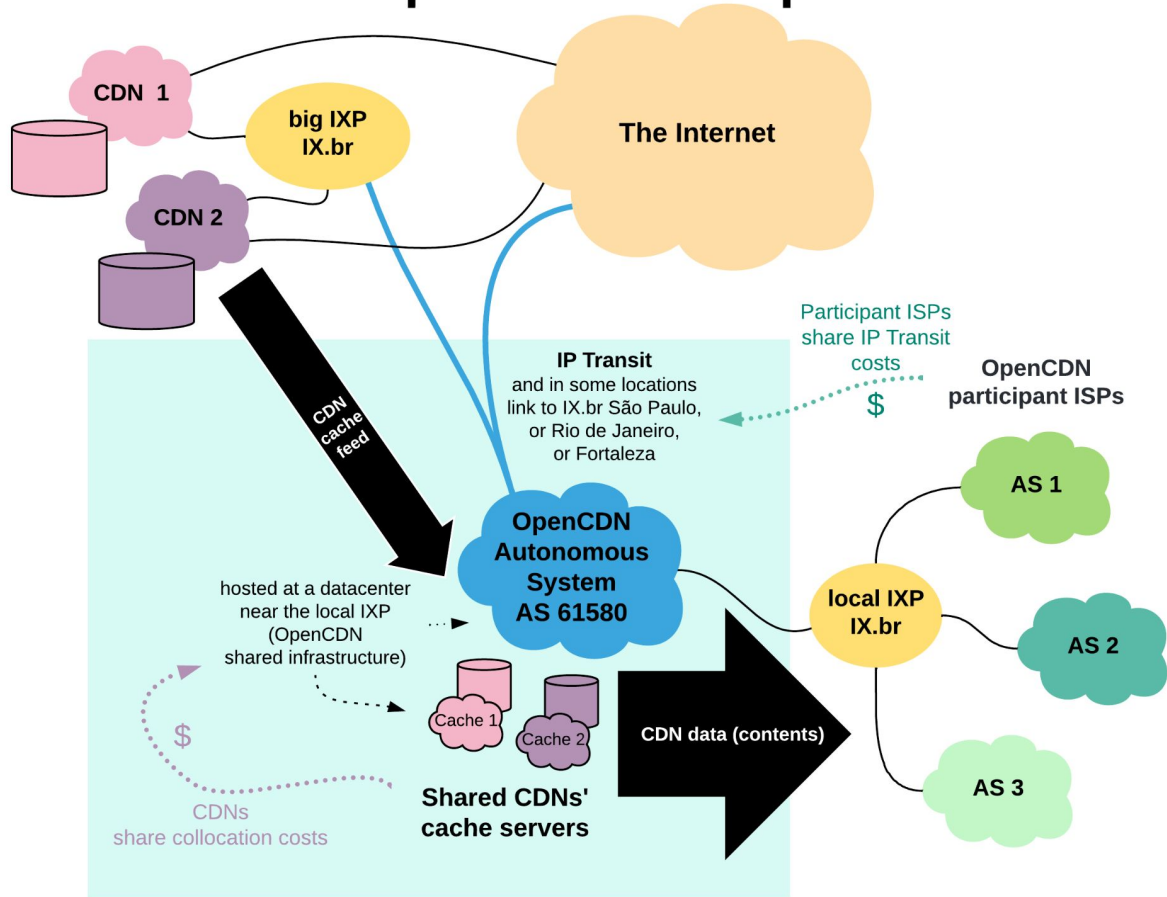 CDN 1
big IXP
IX.br
The Internet
CDN 2
Participant ISPs
share IP Transit
costs
$
OpenCDN
participant ISPs
IP Transit
and in some locations
link to IX.br São Paulo,
or Rio de Janeiro,
or Fortaleza
CDN
cache
feed
AS 1
OpenCDN
Autonomous
System
AS 61580
hosted at a datacenter
near the local IXP
(OpenCDN
shared infrastructure)
local IXP
IX.br
AS 2
Cache 1
Cache 2
$
CDN data (contents)
AS 3
Shared CDNs'
cache servers
CDNs
share collocation costs